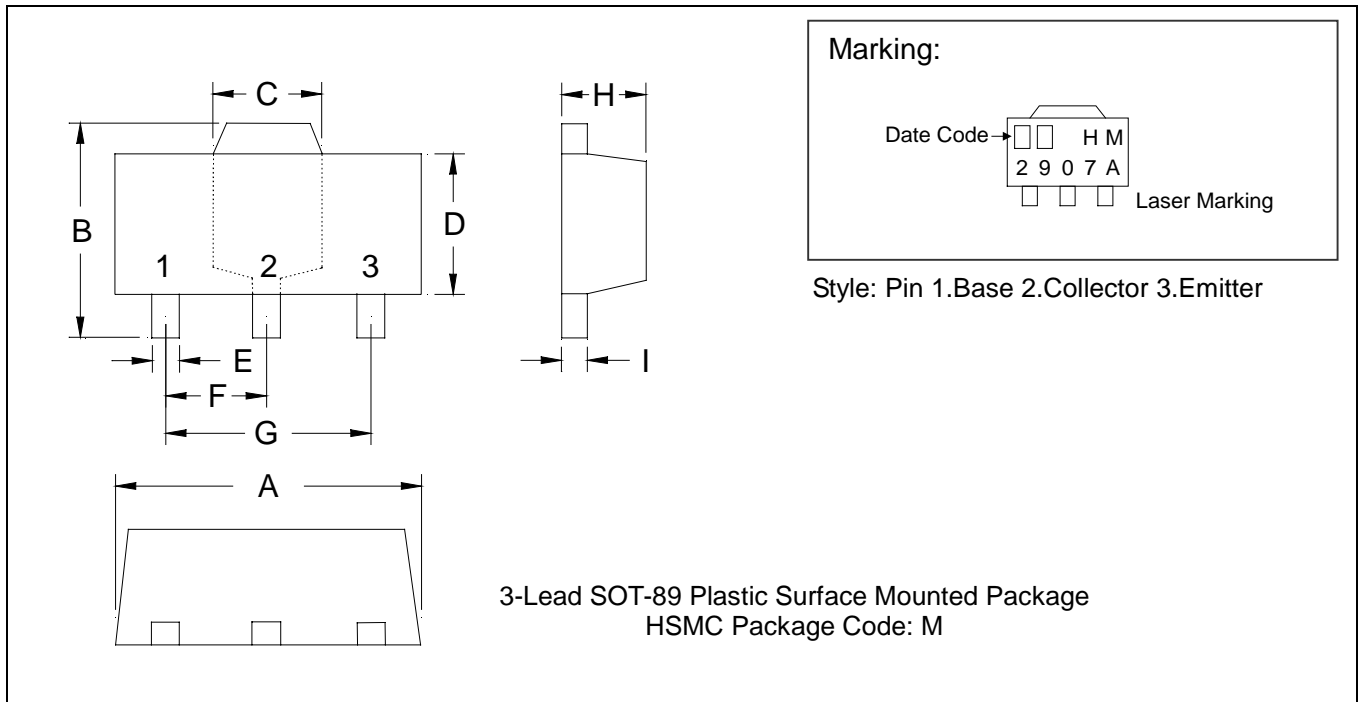 Marking:
Date Code
H M
2 9 0 7 A
Laser Marking
Style: Pin 1.Base 2.Collector 3.Emitter
C
H
B
D
1 2 3
E
I
F
G
A
3-Lead SOT-89 Plastic Surface Mounted Package
HSMC Package Code: M